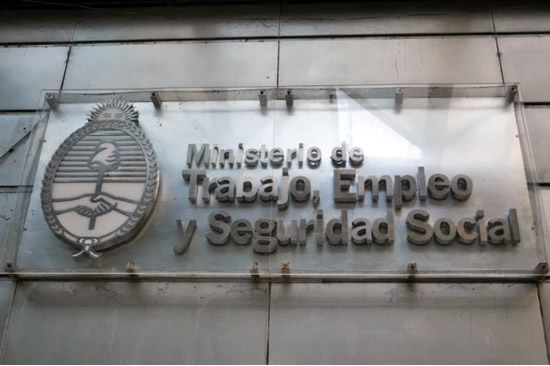 Ministerio de
Trabajo, Empleo
y Seguridad Social